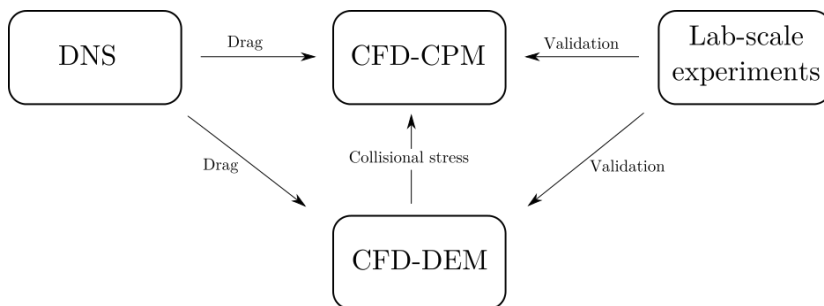 DNS
Drag
CFD-CPM
Validation
Lab-scale
experiments
Collisional stress
Drag
Validation
CFD-DEM